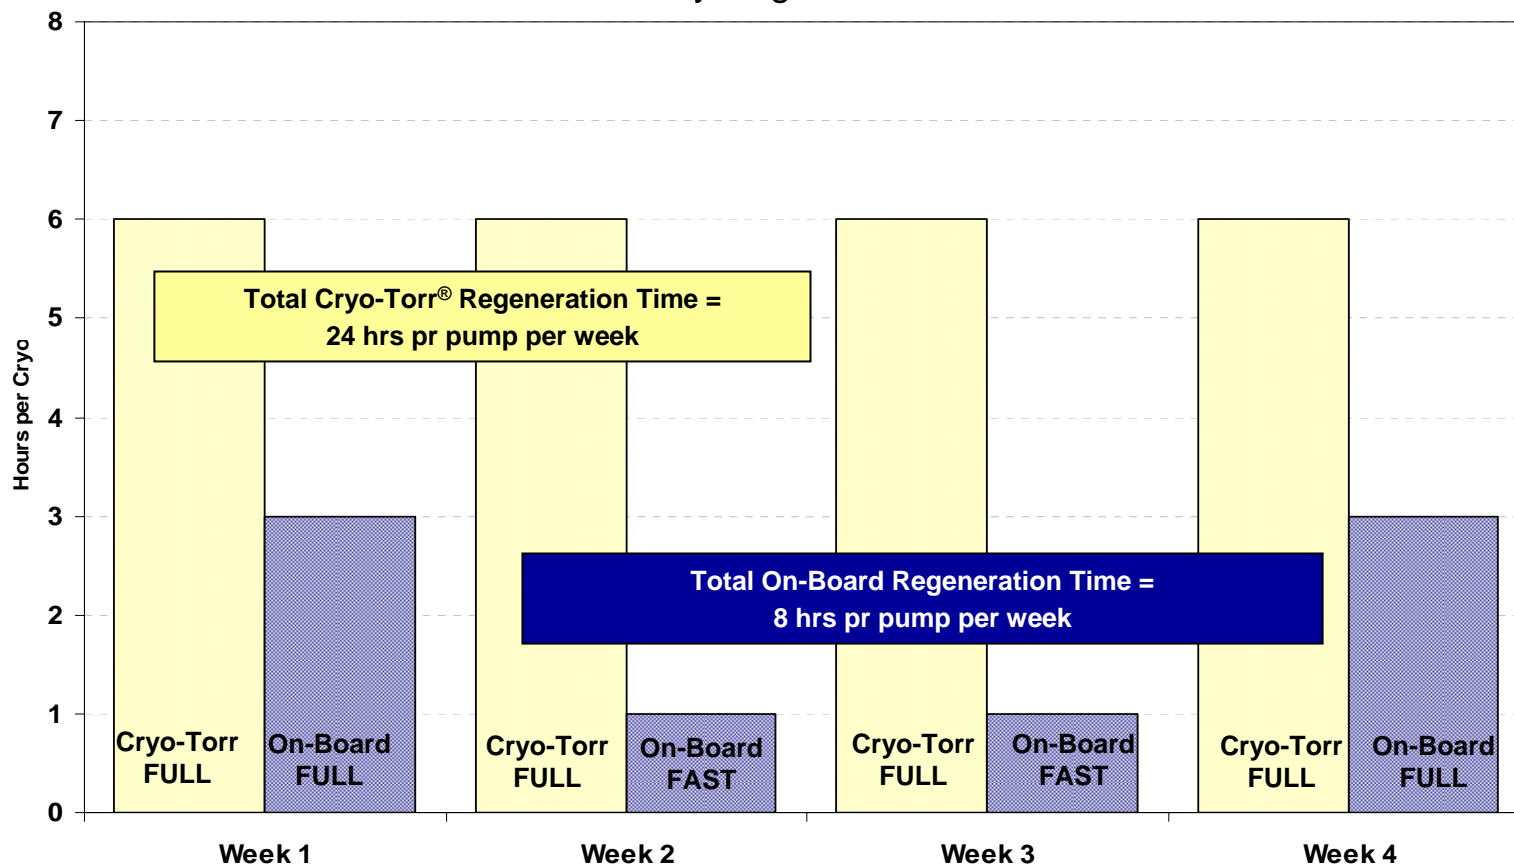 8
7
6
5
4
3
2
1
0
Hours per Cryo
Total Cryo-Torr® Regeneration Time =
24 hrs pr pump per week
Total On-Board Regeneration Time =
8 hrs pr pump per week
Cryo-Torr
FULL
On-Board
FULL
Cryo-Torr
FULL
On-Board
FAST
Cryo-Torr
FULL
On-Board
FAST
Cryo-Torr
FULL
On-Board
FULL
Week 1
Week 2
Week 3
Week 4